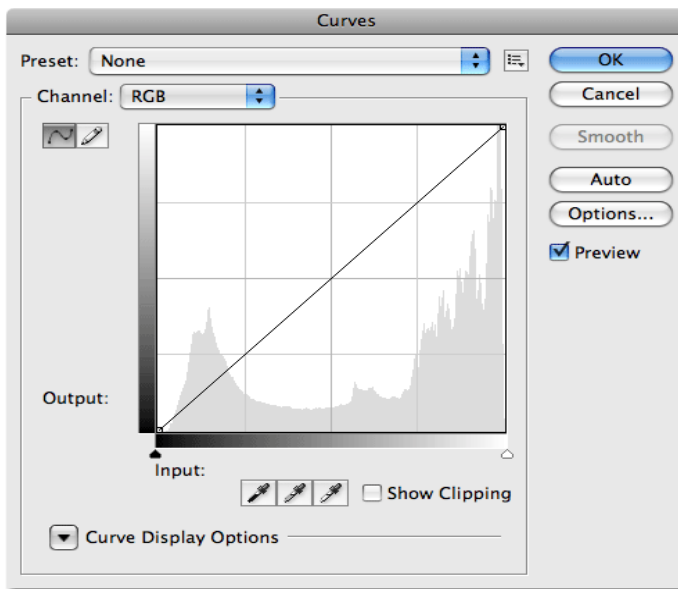 Curves
Preset: None
OK
Channel: RGB
Cancel
Smooth
Auto
Options...
Preview
Output:
Input:
Show Clipping
Curve Display Options